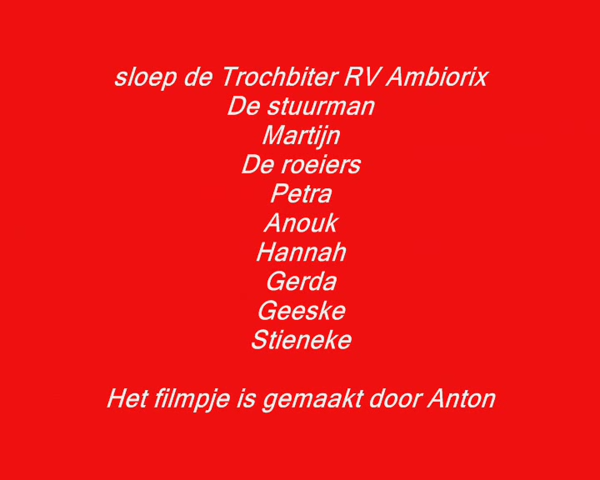 sloep de Trochbiter RV Ambiorix
De stuurman
Martijn
De roeiers
Petra
Anouk
Hannah
Gerda
Geeske
Stieneke
Het filmpje is gemaakt door Anton